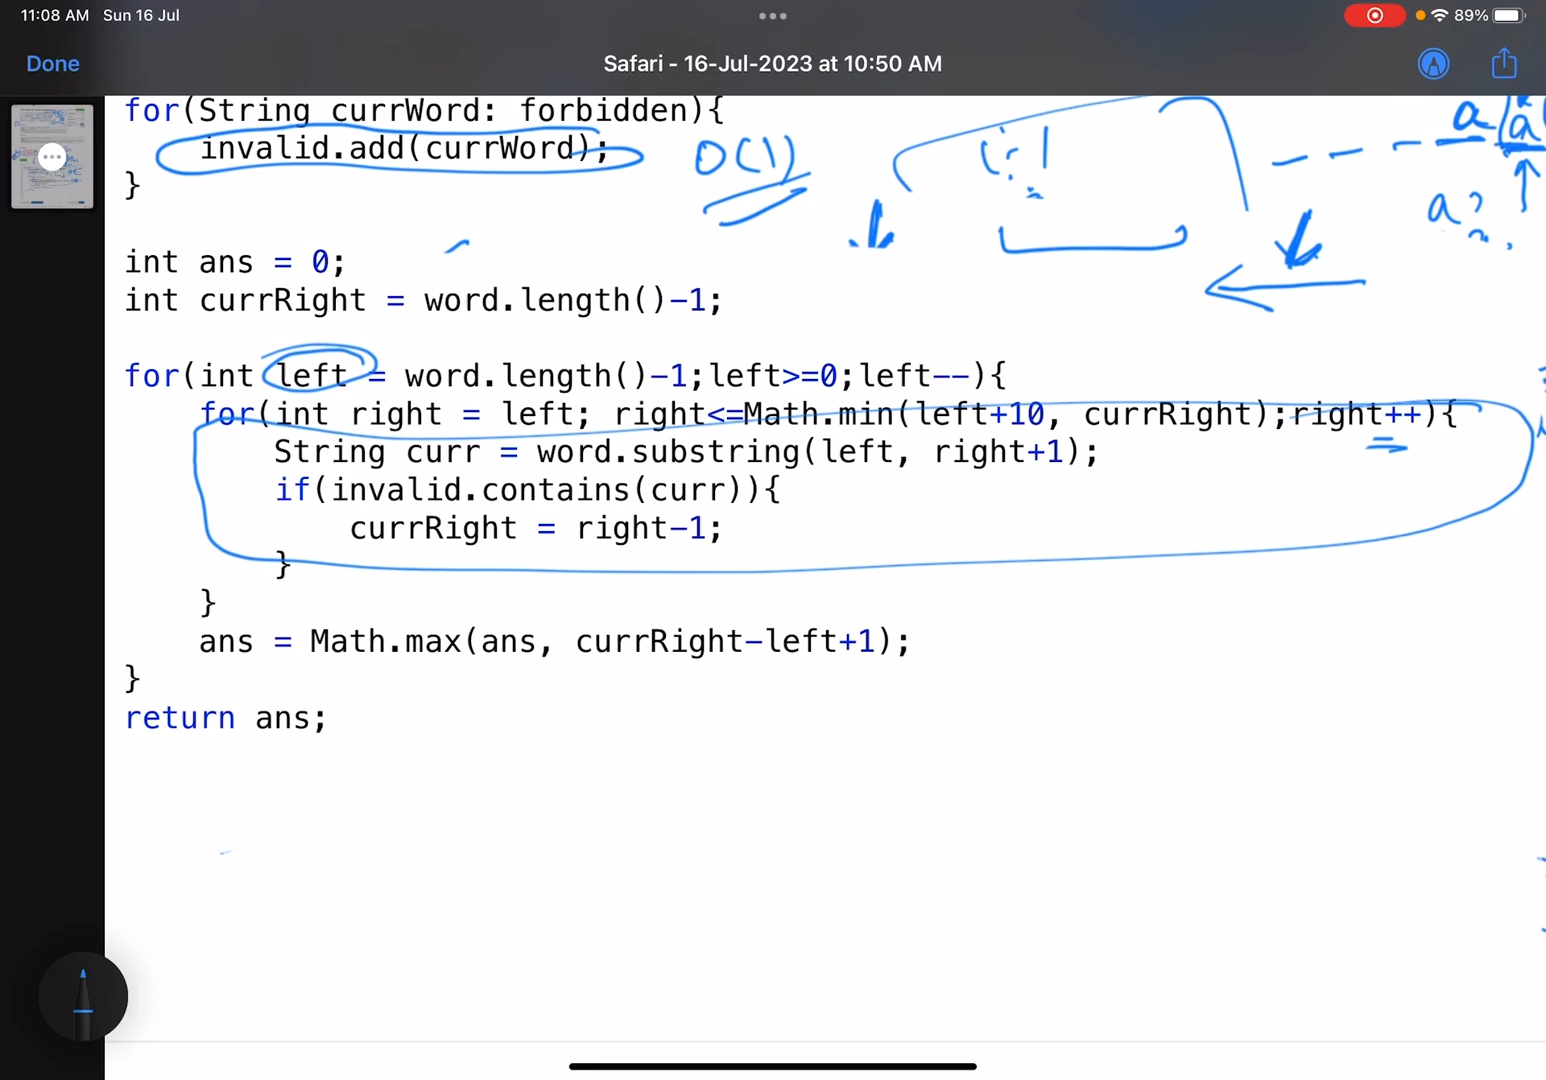 11:08 AM Sun 16 Jul
89%
Done
Safari - 16-Jul-2023 at 10:50 AM
for(String currWord: forbidden){
invalid.add(currWord);
}
O(1)
a
a
a?
int ans = 0;
int currRight = word.length()-1;
for(int left = word.length()-1;left>=0;left--){
for(int right = left; right<=Math.min(left+10, currRight);right++){
String curr = word.substring(left, right+1);
if(invalid.contains(curr)){
currRight = right-1;
}
}
ans = Math.max(ans, currRight-left+1);
}
return ans;